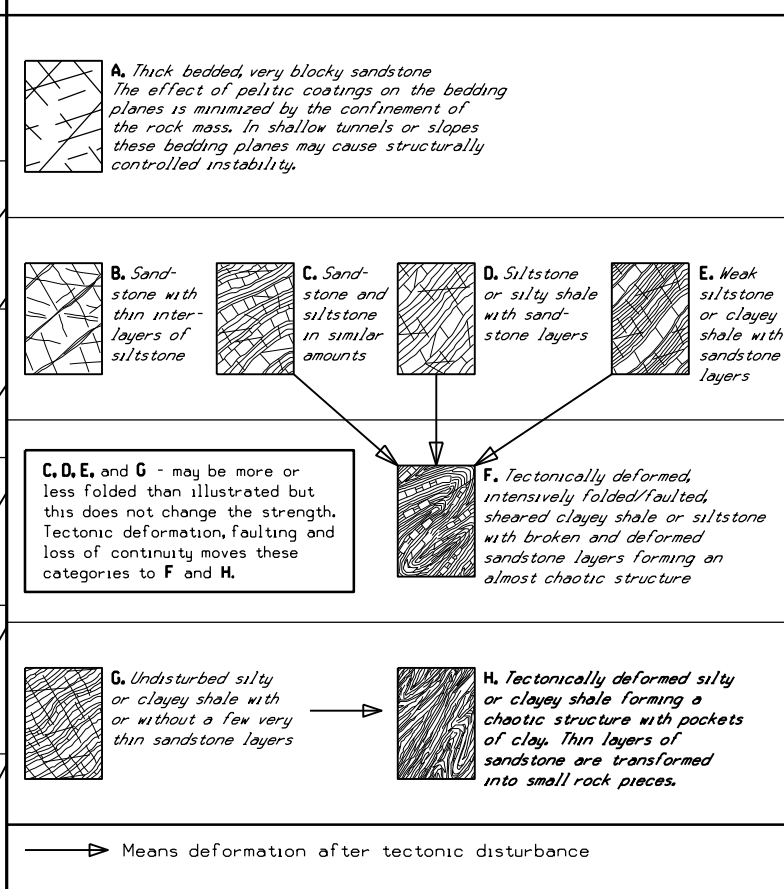 A. Thick bedded, very blocky sandstone
The effect of pelitic coatings on the bedding
planes is minimized by the confinement of
the rock mass. In shallow tunnels or slopes
these bedding planes may cause structurally
controlled instability.
B. Sand-
stone with
thin inter-
layers of
siltstone
C. Sand-
stone and
siltstone
in similar
amounts
D. Siltstone
or silty shale
with sand-
stone layers
E. Weak
siltstone
or clayey
shale with
sandstone
layers
C, D, E, and G - may be more or
less folded than illustrated but
this does not change the strength.
Tectonic deformation, faulting and
loss of continuity moves these
categories to F and H.
F. Tectonically deformed,
intensively folded/faulted,
sheared clayey shale or siltstone
with broken and deformed
sandstone layers forming an
almost chaotic structure
G. Undisturbed silty
or clayey shale with
or without a few very
thin sandstone layers
H. Tectonically deformed silty
or clayey shale forming a
chaotic structure with pockets
of clay. Thin layers of
sandstone are transformed
into small rock pieces.
Means deformation after tectonic disturbance